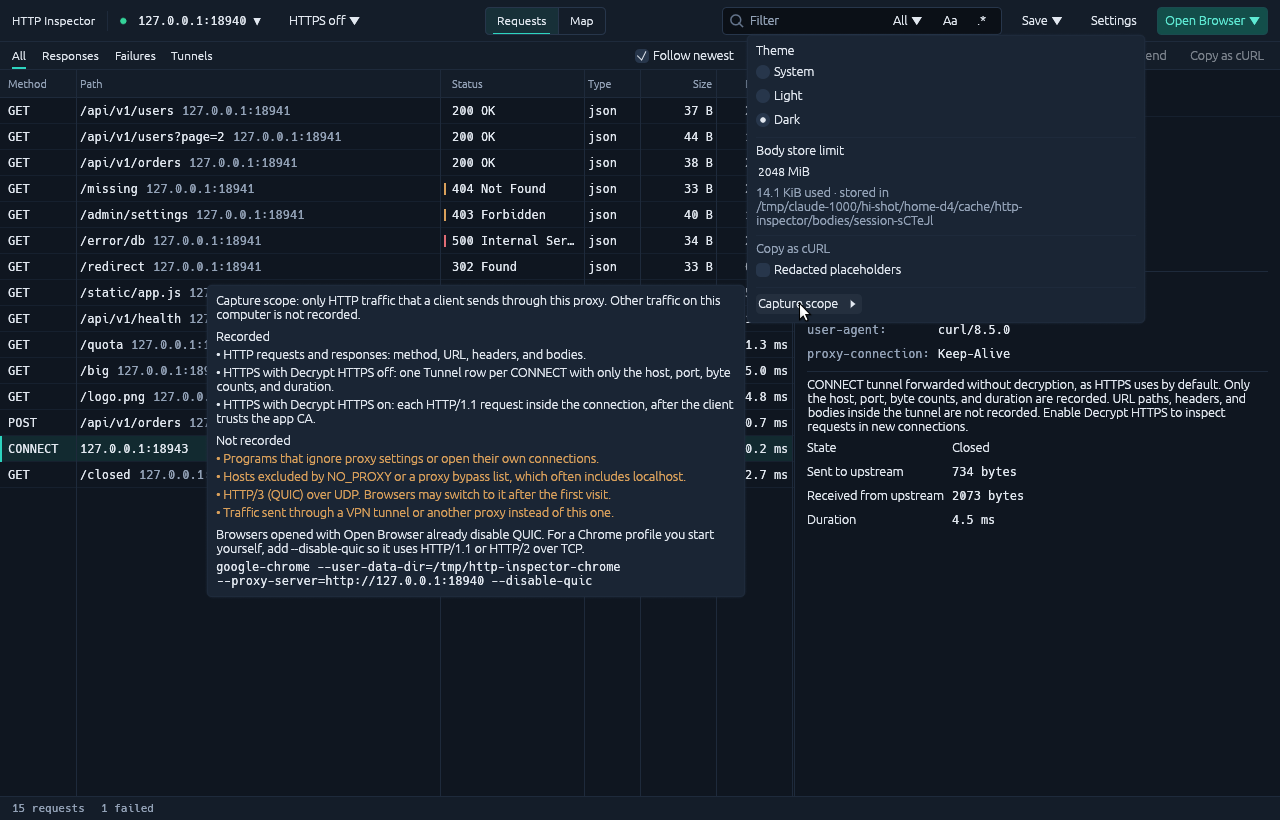 HTTP Inspector
127.0.0.1:18940 ▼
HTTPS off ▼
Requests
Map
Filter
All ▼
Aa
.*
Save ▼
Settings
Open Browser ▼
All
Responses
Failures
Tunnels
Follow newest
end
Copy as cURL
Method
Path
Status
Type
Size
GET /api/v1/users 127.0.0.1:18941 200 OK json 37 B
GET /api/v1/users?page=2 127.0.0.1:18941 200 OK json 44 B
GET /api/v1/orders 127.0.0.1:18941 200 OK json 38 B
GET /missing 127.0.0.1:18941 404 Not Found json 33 B
GET /admin/settings 127.0.0.1:18941 403 Forbidden json 40 B
GET /error/db 127.0.0.1:18941 500 Internal Ser… json 34 B
GET /redirect 127.0.0.1:18941 302 Found json 33 B
GET /static/app.js 127
GET /api/v1/health 127
GET /quota 127.0.0.1: 1.3 ms
GET /big 127.0.0.1:189 5.0 ms
GET /logo.png 127.0.0. 4.8 ms
POST /api/v1/orders 127 0.7 ms
CONNECT 127.0.0.1:18943 0.2 ms
GET /closed 127.0.0.1: 2.7 ms
Theme
System
Light
Dark
Body store limit
2048 MiB
14.1 KiB used · stored in
/tmp/claude-1000/hi-shot/home-d4/cache/http-
inspector/bodies/session-sCTeJl
Copy as cURL
Redacted placeholders
Capture scope
Capture scope: only HTTP traffic that a client sends through this proxy. Other traffic on this
computer is not recorded.
Recorded
• HTTP requests and responses: method, URL, headers, and bodies.
• HTTPS with Decrypt HTTPS off: one Tunnel row per CONNECT with only the host, port, byte
counts, and duration.
• HTTPS with Decrypt HTTPS on: each HTTP/1.1 request inside the connection, after the client
trusts the app CA.
Not recorded
• Programs that ignore proxy settings or open their own connections.
• Hosts excluded by NO_PROXY or a proxy bypass list, which often includes localhost.
• HTTP/3 (QUIC) over UDP. Browsers may switch to it after the first visit.
• Traffic sent through a VPN tunnel or another proxy instead of this one.
Browsers opened with Open Browser already disable QUIC. For a Chrome profile you start
yourself, add --disable-quic so it uses HTTP/1.1 or HTTP/2 over TCP.
google-chrome --user-data-dir=/tmp/http-inspector-chrome
--proxy-server=http://127.0.0.1:18940 --disable-quic
user-agent: curl/8.5.0
proxy-connection: Keep-Alive
CONNECT tunnel forwarded without decryption, as HTTPS uses by default. Only
the host, port, byte counts, and duration are recorded. URL paths, headers, and
bodies inside the tunnel are not recorded. Enable Decrypt HTTPS to inspect
requests in new connections.
State Closed
Sent to upstream 734 bytes
Received from upstream 2073 bytes
Duration 4.5 ms
15 requests
1 failed